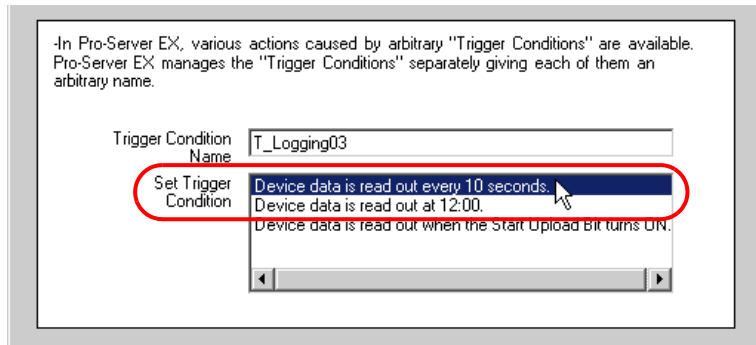 -In Pro-Server EX, various actions caused by arbitrary "Trigger Conditions" are available.
Pro-Server EX manages the "Trigger Conditions" separately giving each of them an
arbitrary name.
Trigger Condition
Name
T_Logging03
Set Trigger
Condition
Device data is read out every 10 seconds.
Device data is read out at 12:00.
Device data is read out when the Start Upload Bit turns ON.